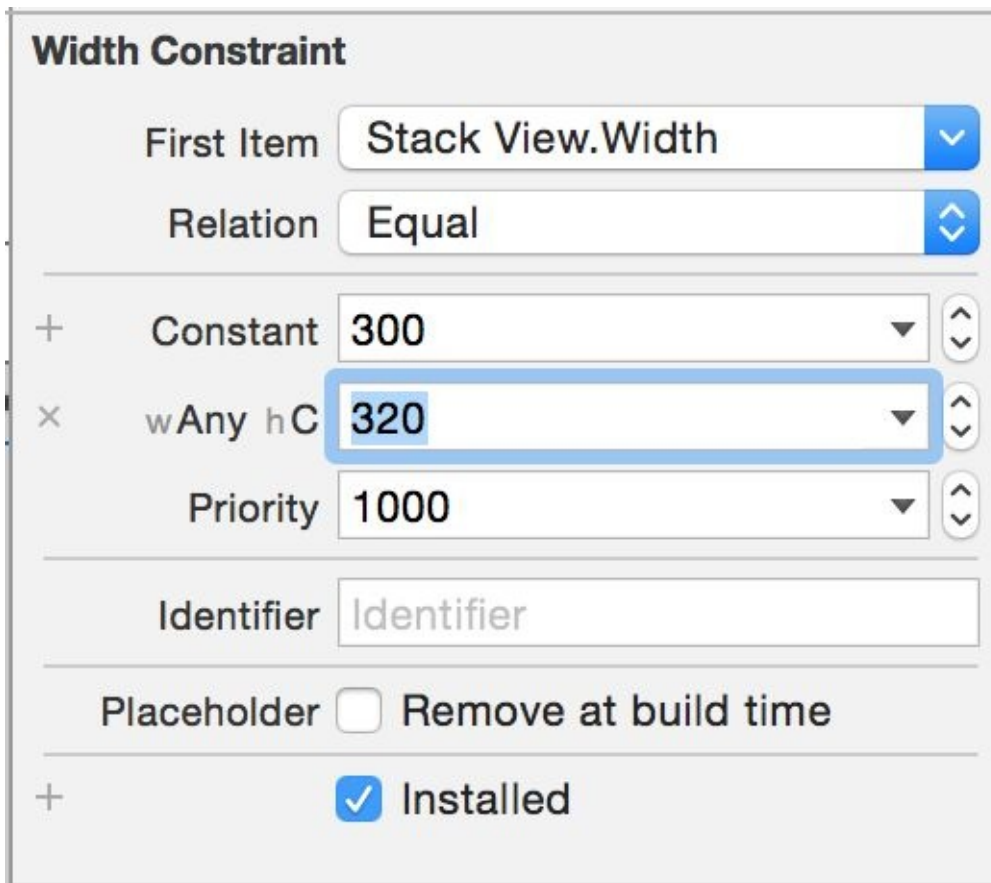 Width Constraint
First Item Stack View.Width
Relation Equal
+ Constant 300
× wAny hC 320
Priority 1000
Identifier Identifier
Placeholder Remove at build time
+ Installed